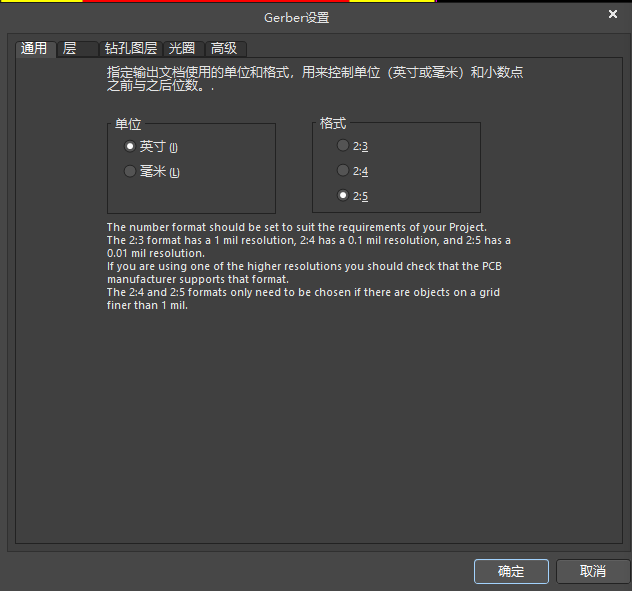 Gerber设置
通用 层 钻孔图层 光圈 高级
指定输出文档使用的单位和格式，用来控制单位（英寸或毫米）和小数点
之前与之后位数。.
单位 格式
英寸 (I) 2:3
毫米 (L) 2:4
2:5
The number format should be set to suit the requirements of your Project.
The 2:3 format has a 1 mil resolution, 2:4 has a 0.1 mil resolution, and 2:5 has a
0.01 mil resolution.
If you are using one of the higher resolutions you should check that the PCB
manufacturer supports that format.
The 2:4 and 2:5 formats only need to be chosen if there are objects on a grid
finer than 1 mil.
确定 取消